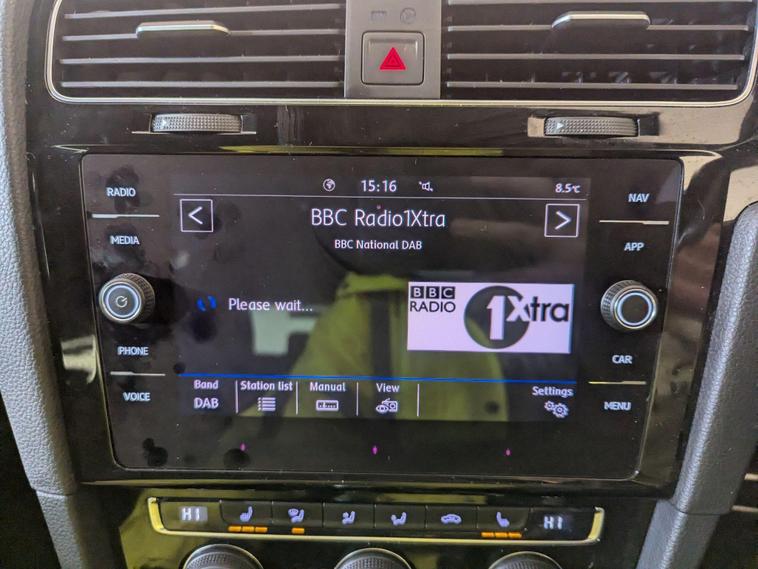 RADIO
MEDIA
PHONE
VOICE
15:16
8.5°C
<
BBC Radio1Xtra
>
BBC National DAB
Please wait...
BBC
RADIO
1Xtra
Band
DAB
Station list
Manual
View
Settings
NAV
APP
CAR
MENU
HI
HI